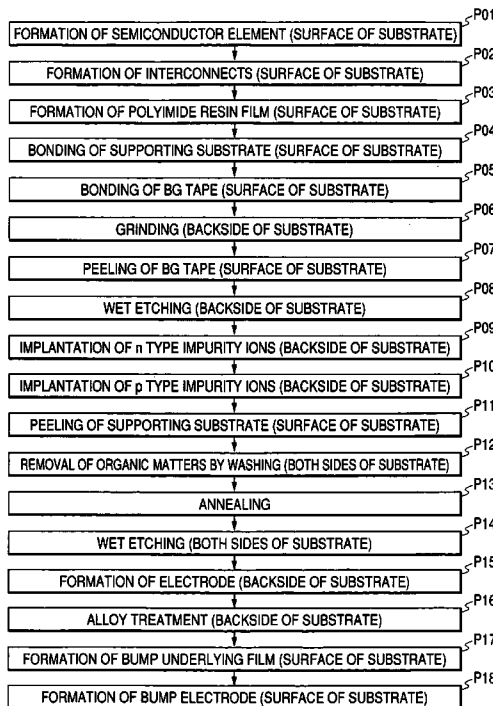 P01
FORMATION OF SEMICONDUCTOR ELEMENT (SURFACE OF SUBSTRATE)
P02
FORMATION OF INTERCONNECTS (SURFACE OF SUBSTRATE)
P03
FORMATION OF POLYIMIDE RESIN FILM (SURFACE OF SUBSTRATE)
P04
BONDING OF SUPPORTING SUBSTRATE (SURFACE OF SUBSTRATE)
P05
BONDING OF BG TAPE (SURFACE OF SUBSTRATE)
P06
GRINDING (BACKSIDE OF SUBSTRATE)
P07
PEELING OF BG TAPE (SURFACE OF SUBSTRATE)
P08
WET ETCHING (BACKSIDE OF SUBSTRATE)
P09
IMPLANTATION OF n TYPE IMPURITY IONS (BACKSIDE OF SUBSTRATE)
P10
IMPLANTATION OF p TYPE IMPURITY IONS (BACKSIDE OF SUBSTRATE)
P11
PEELING OF SUPPORTING SUBSTRATE (SURFACE OF SUBSTRATE)
P12
REMOVAL OF ORGANIC MATTERS BY WASHING (BOTH SIDES OF SUBSTRATE)
P13
ANNEALING
P14
WET ETCHING (BOTH SIDES OF SUBSTRATE)
P15
FORMATION OF ELECTRODE (BACKSIDE OF SUBSTRATE)
P16
ALLOY TREATMENT (BACKSIDE OF SUBSTRATE)
P17
FORMATION OF BUMP UNDERLYING FILM (SURFACE OF SUBSTRATE)
P18
FORMATION OF BUMP ELECTRODE (SURFACE OF SUBSTRATE)